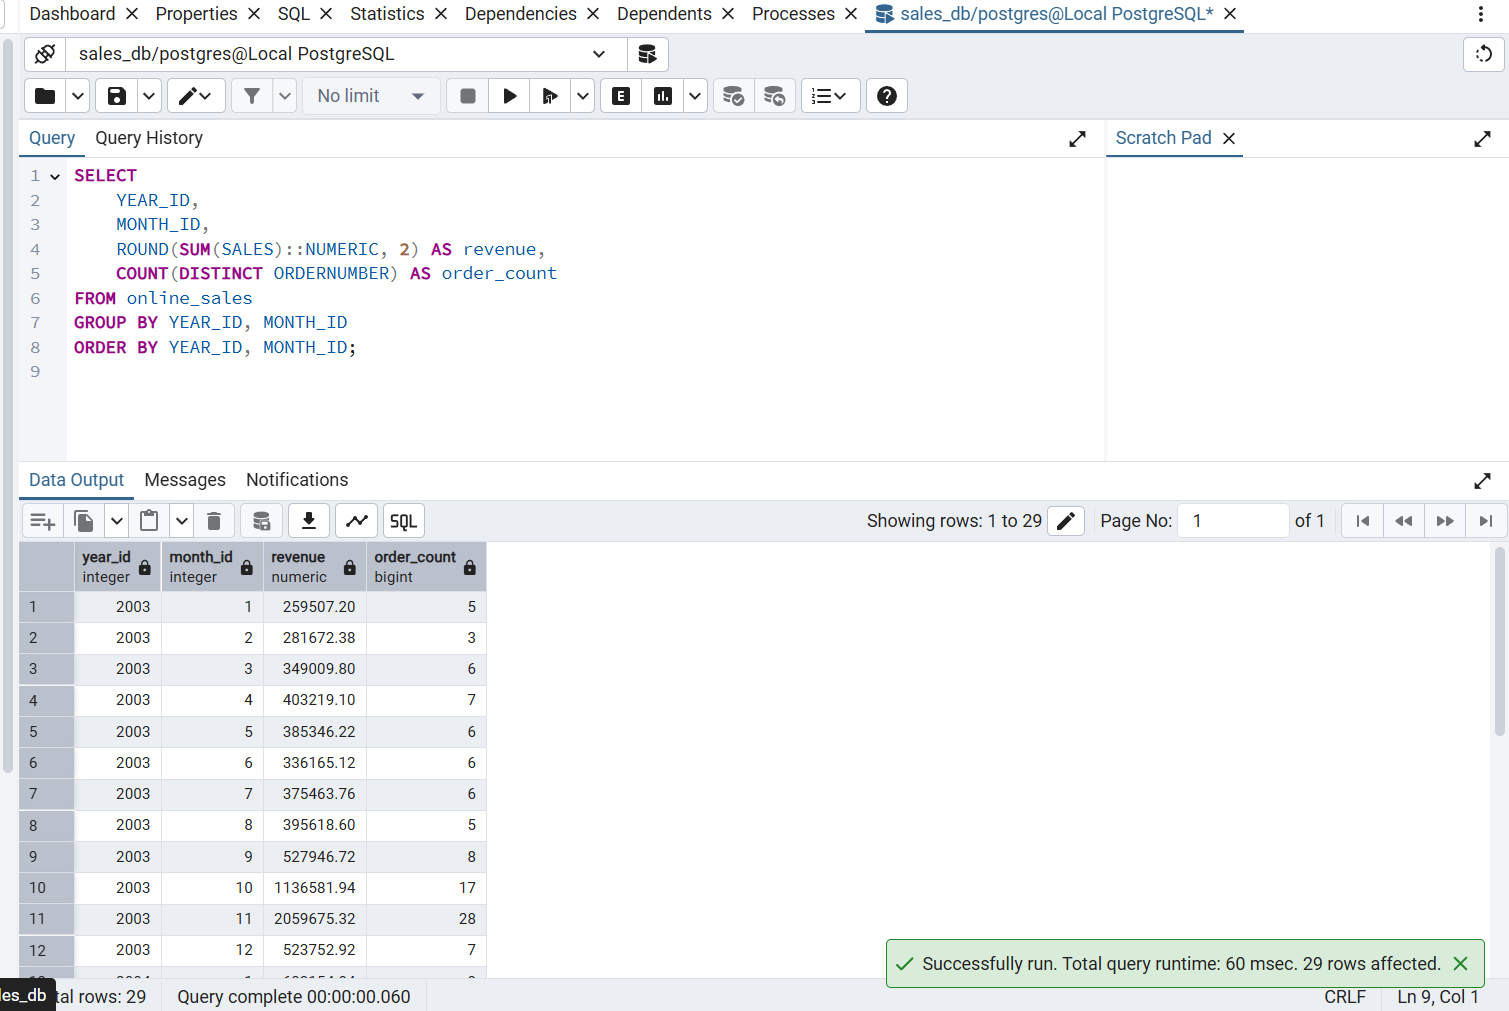 Dashboard Properties SQL Statistics Dependencies Dependents Processes sales_db/postgres@Local PostgreSQL*
sales_db/postgres@Local PostgreSQL
No limit E
Query Query History Scratch Pad
1 SELECT
2 YEAR_ID,
3 MONTH_ID,
4 ROUND(SUM(SALES)::NUMERIC, 2) AS revenue,
5 COUNT(DISTINCT ORDERNUMBER) AS order_count
6 FROM online_sales
7 GROUP BY YEAR_ID, MONTH_ID
8 ORDER BY YEAR_ID, MONTH_ID;
9
Data Output Messages Notifications
SQL Showing rows: 1 to 29 Page No: 1 of 1
year_id month_id revenue order_count
integer integer numeric bigint
1 2003 1 259507.20 5
2 2003 2 281672.38 3
3 2003 3 349009.80 6
4 2003 4 403219.10 7
5 2003 5 385346.22 6
6 2003 6 336165.12 6
7 2003 7 375463.76 6
8 2003 8 395618.60 5
9 2003 9 527946.72 8
10 2003 10 1136581.94 17
11 2003 11 2059675.32 28
12 2003 12 523752.92 7
Successfully run. Total query runtime: 60 msec. 29 rows affected.
les_db tal rows: 29 Query complete 00:00:00.060 CRLF Ln 9, Col 1